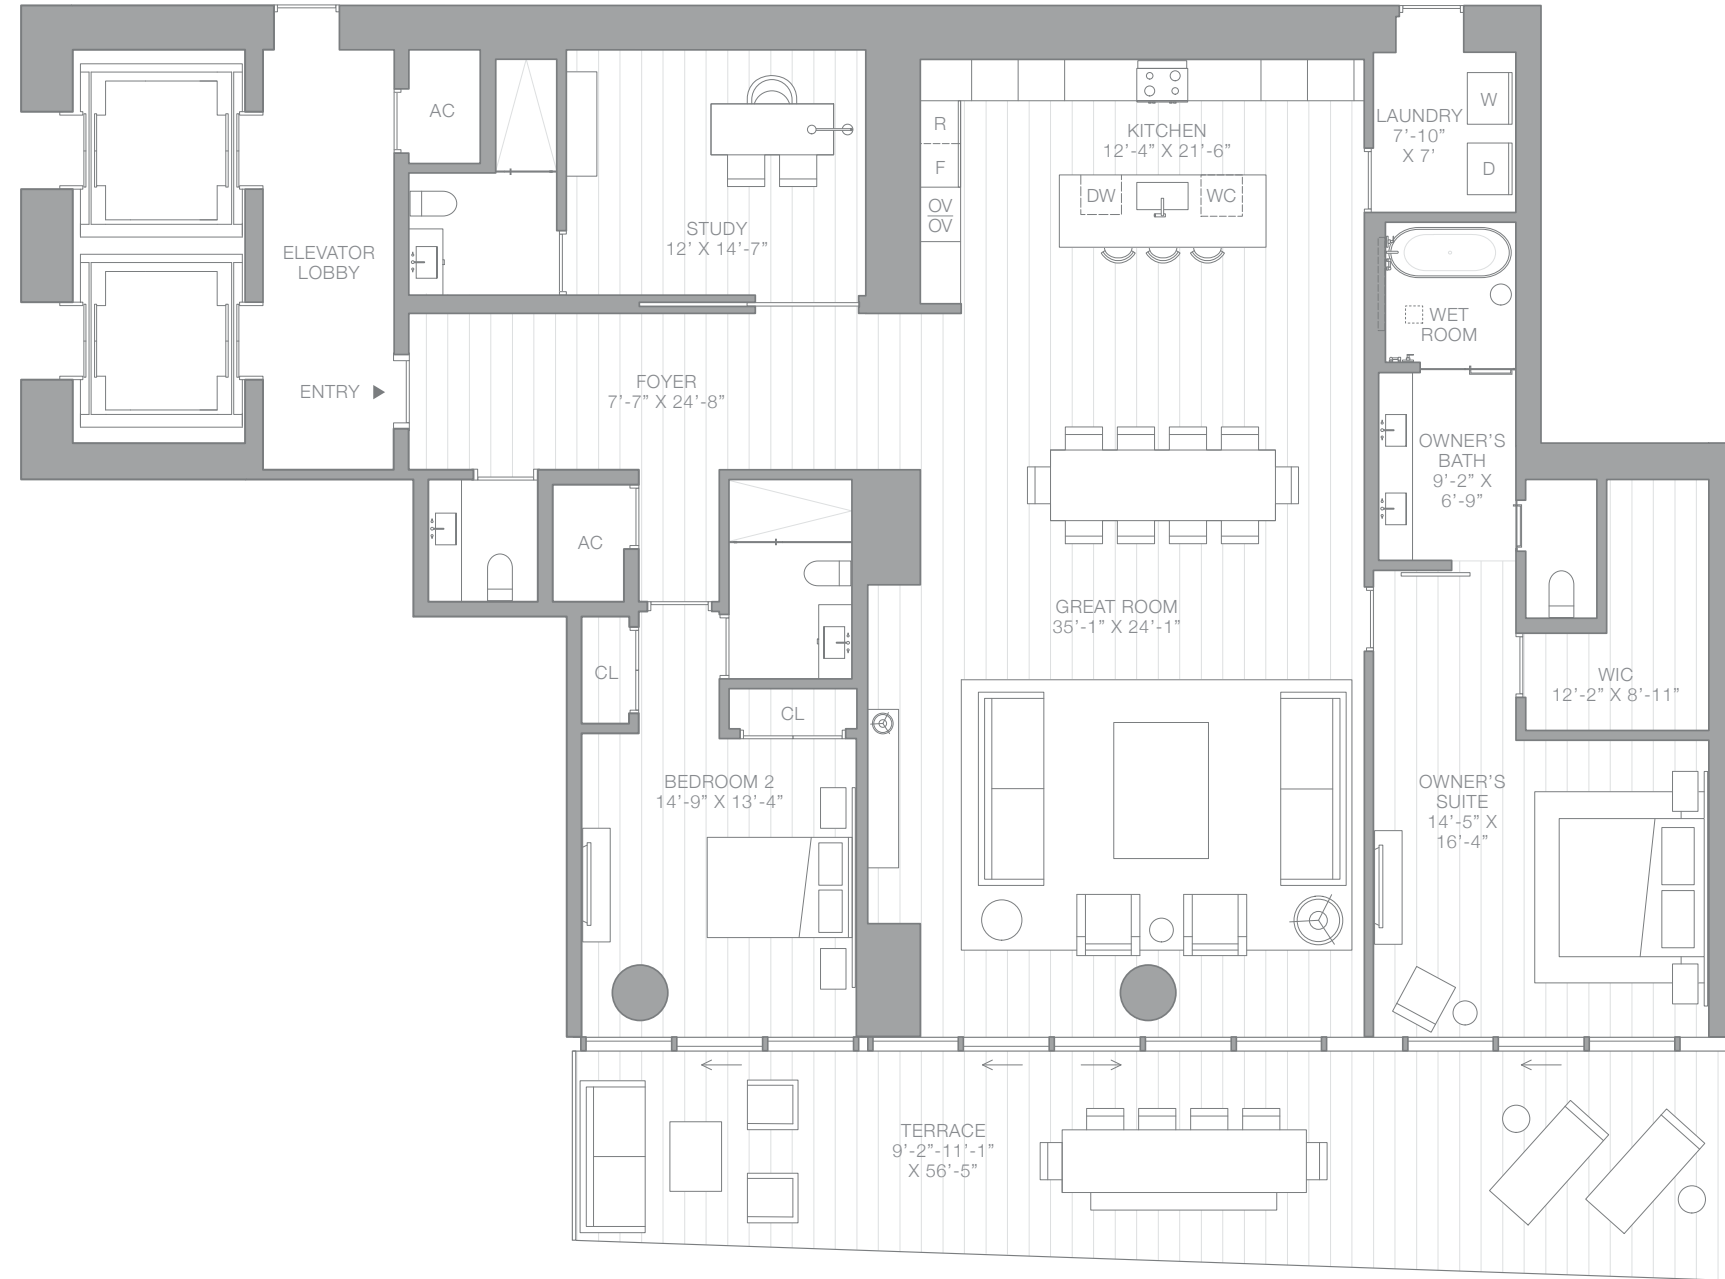 AC
STUDY
12' X 14'-7"
R
F
OV
OV
KITCHEN
12'-4" X 21'-6"
DW
WC
LAUNDRY
7'-10"
X 7'
W
D
ELEVATOR
LOBBY
ENTRY
FOYER
7'-7" X 24'-8"
WET
ROOM
OWNER'S
BATH
9'-2" X
6'-9"
AC
CL
CL
GREAT ROOM
35'-1" X 24'-1"
WIC
12'-2" X 8'-11"
BEDROOM 2
14'-9" X 13'-4"
OWNER'S
SUITE
14'-5" X
16'-4"
TERRACE
9'-2"-11'-1"
X 56'-5"